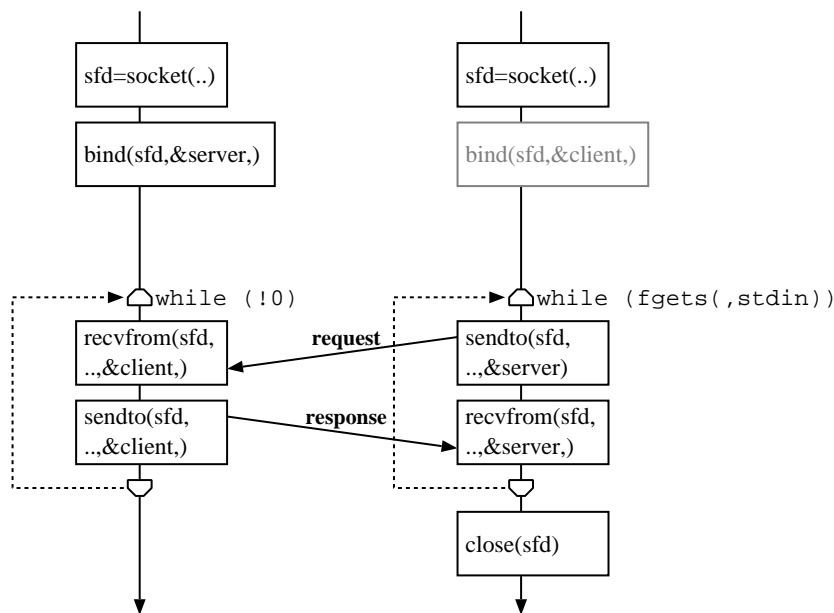 sfd=socket(..)
bind(sfd,&server,)
while (!0)
recvfrom(sfd,
..,&client,)
sendto(sfd,
..,&client,)
request
response
sfd=socket(..)
bind(sfd,&client,)
while (fgets(,stdin))
sendto(sfd,
..,&server)
recvfrom(sfd,
..,&server,)
close(sfd)